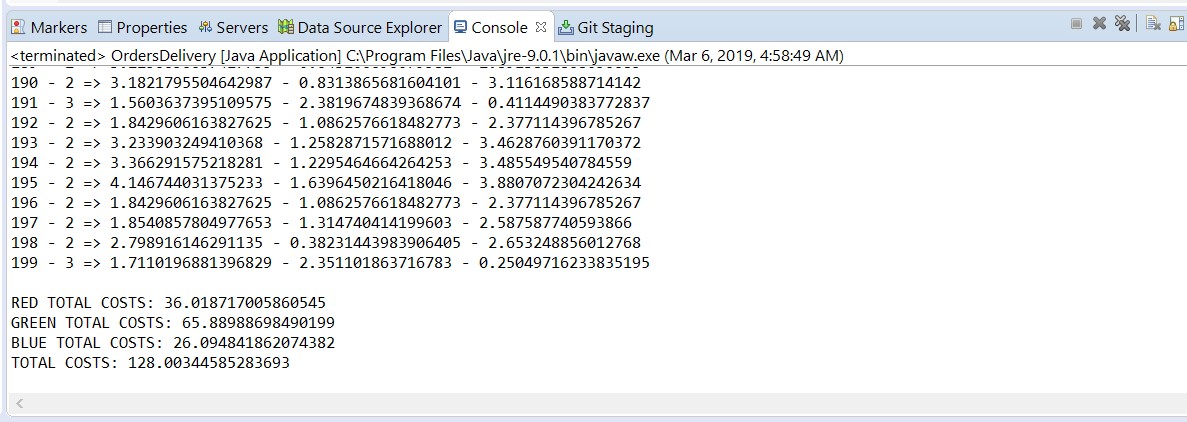 Markers Properties Servers Data Source Explorer Console Git Staging
<terminated> OrdersDelivery [Java Application] C:\Program Files\Java\jre-9.0.1\bin\javaw.exe (Mar 6, 2019, 4:58:49 AM)
190 - 2 => 3.1821795504642987 - 0.8313865681604101 - 3.116168588714142
191 - 3 => 1.5603637395109575 - 2.3819674839368674 - 0.4114490383772837
192 - 2 => 1.8429606163827625 - 1.0862576618482773 - 2.377114396785267
193 - 2 => 3.233903249410368 - 1.2582871571688012 - 3.4628760391170372
194 - 2 => 3.366291575218281 - 1.2295464664264253 - 3.485549540784559
195 - 2 => 4.146744031375233 - 1.6396450216418046 - 3.8807072304242634
196 - 2 => 1.8429606163827625 - 1.0862576618482773 - 2.377114396785267
197 - 2 => 1.8540857804977653 - 1.314740414199603 - 2.587587740593866
198 - 2 => 2.798916146291135 - 0.38231443983906405 - 2.653248856012768
199 - 3 => 1.7110196881396829 - 2.351101863716783 - 0.25049716233835195
RED TOTAL COSTS: 36.018717005860545
GREEN TOTAL COSTS: 65.88988698490199
BLUE TOTAL COSTS: 26.094841862074382
TOTAL COSTS: 128.00344585283693